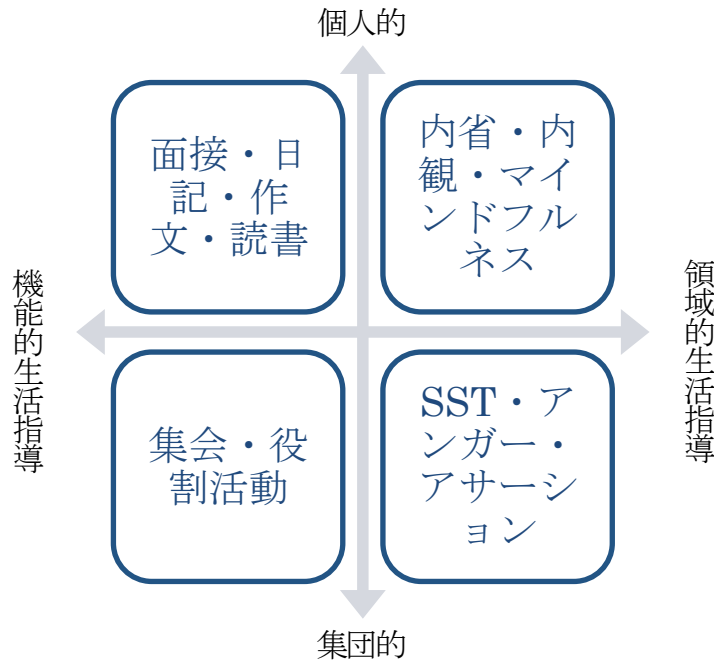 個人的
面接・日
記・作
文・読書
内省・内
観・マイ
ンドフル
ネス
機能的生活指導
領域的生活指導
集会・役
割活動
SST・ア
ンガー・
アサーシ
ョン
集団的